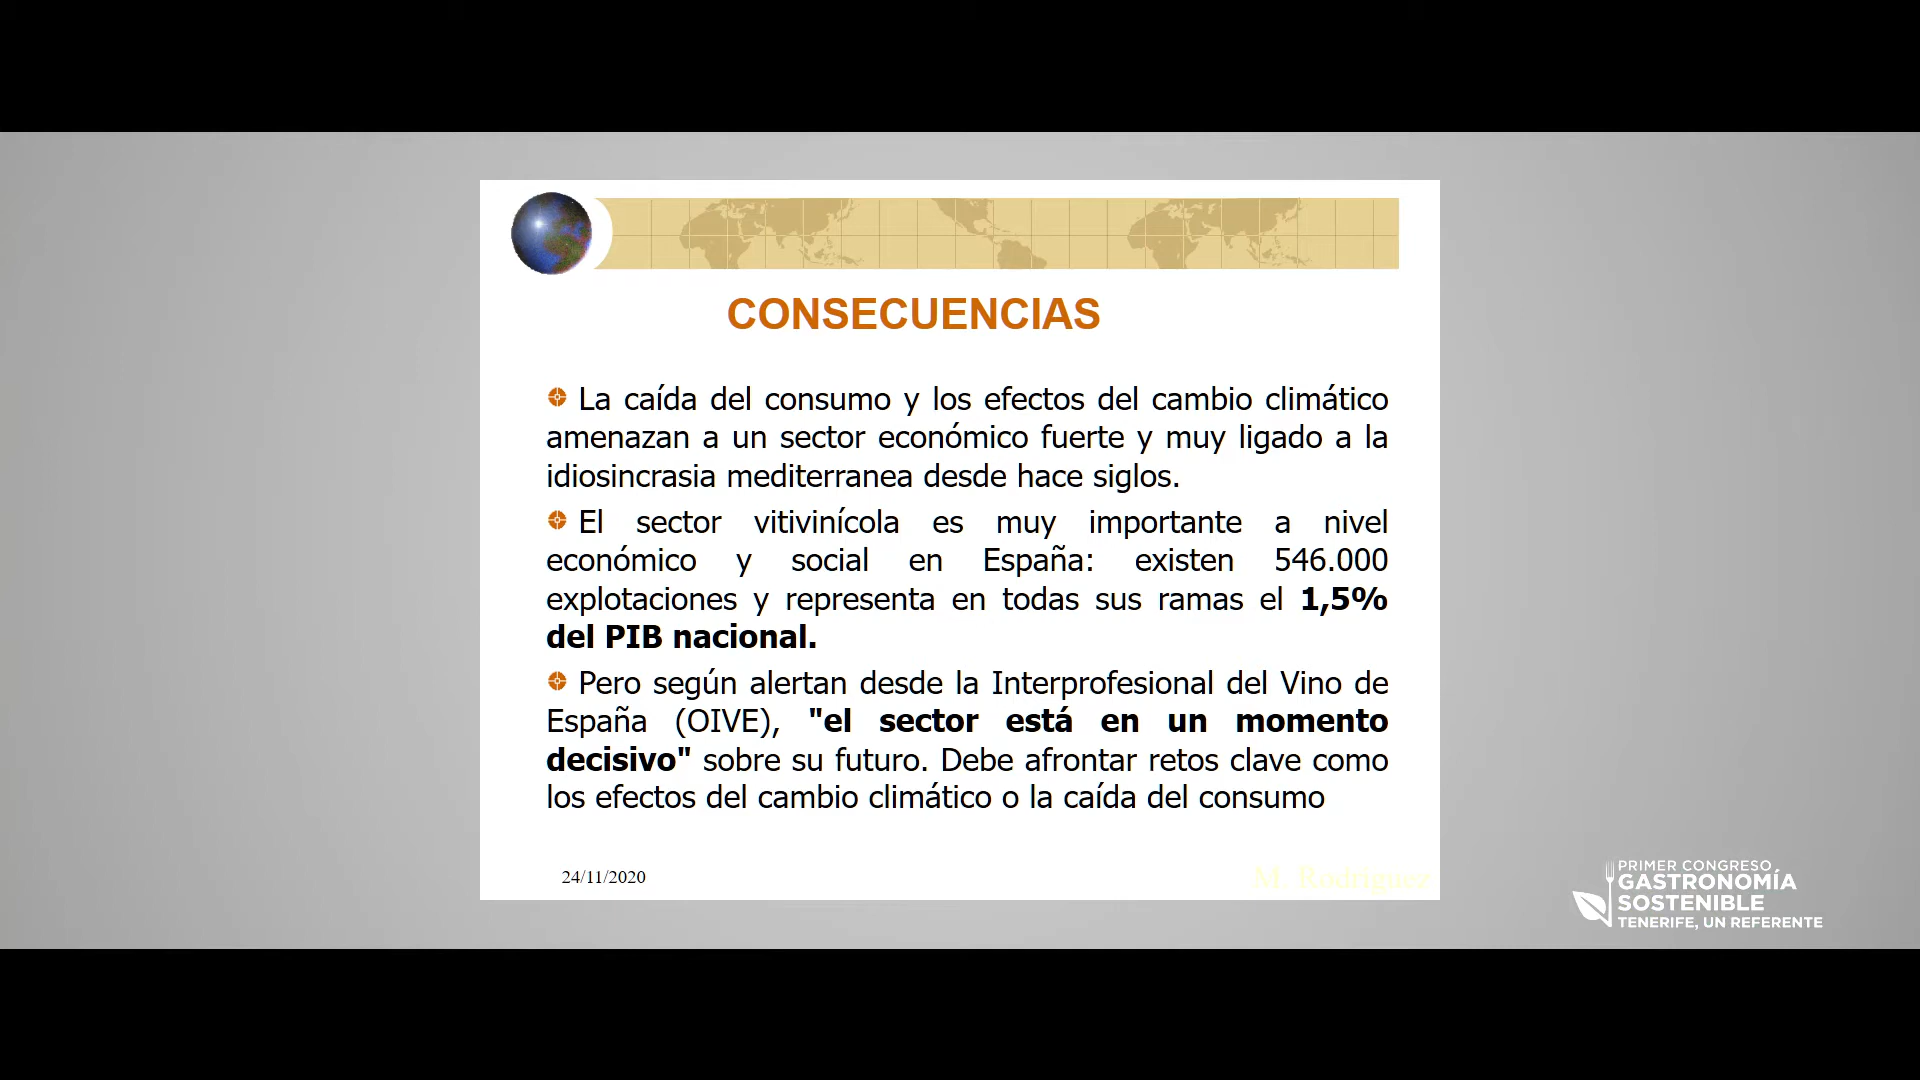 CONSECUENCIAS
La caída del consumo y los efectos del cambio climático
amenazan a un sector económico fuerte y muy ligado a la
idiosincrasia mediterranea desde hace siglos.
El sector vitivinícola es muy importante a nivel
económico y social en España: existen 546.000
explotaciones y representa en todas sus ramas el 1,5%
del PIB nacional.
Pero según alertan desde la Interprofesional del Vino de
España (OIVE), "el sector está en un momento
decisivo" sobre su futuro. Debe afrontar retos clave como
los efectos del cambio climático o la caída del consumo
24/11/2020
M. Rodríguez
PRIMER CONGRESO
GASTRONOMÍA
SOSTENIBLE
TENERIFE, UN REFERENTE